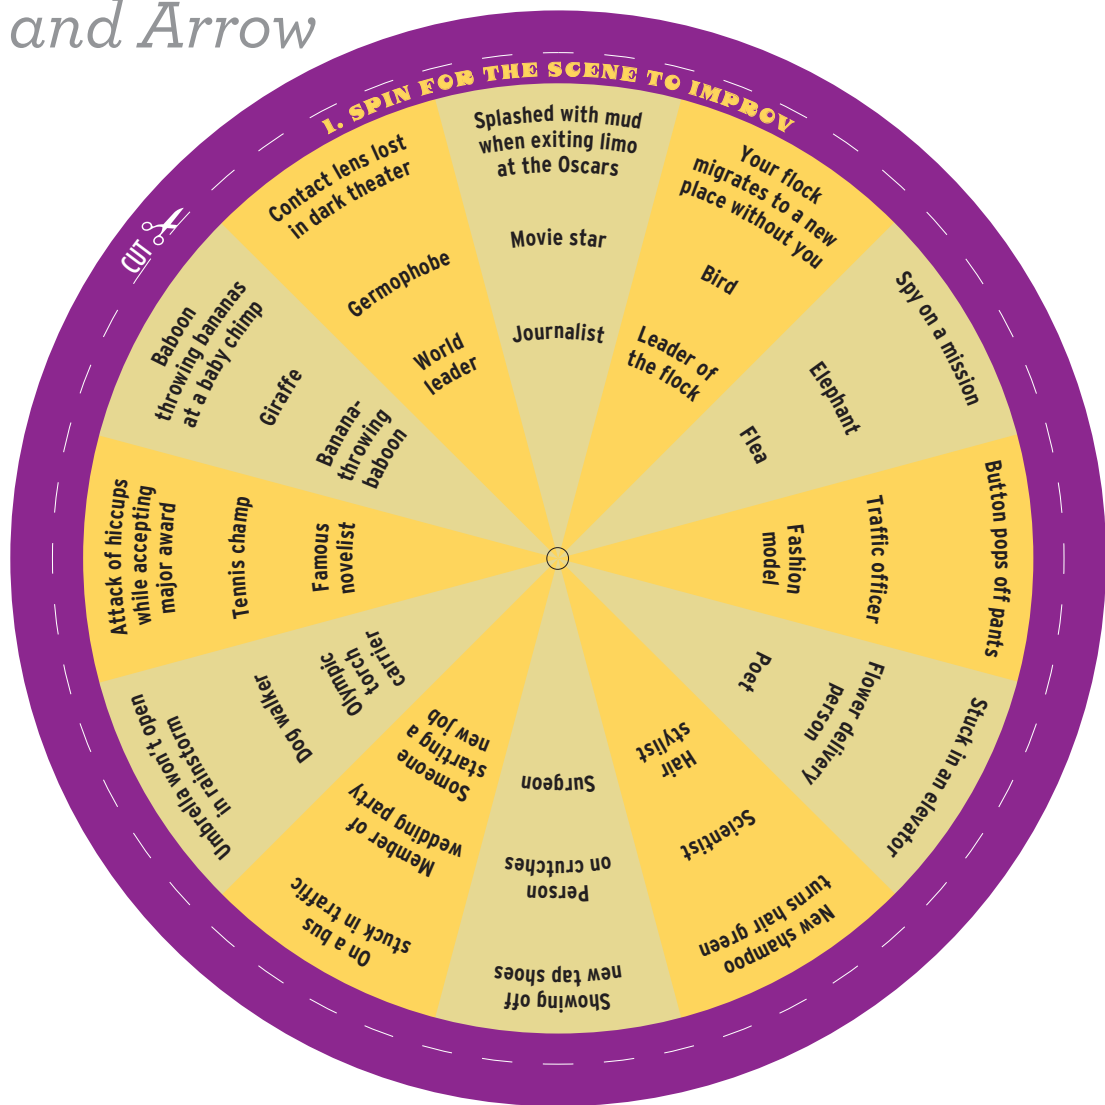 and Arrow
1. SPIN FOR THE SCENE TO IMPROV
CUT
Splashed with mud
when exiting limo
at the Oscars
Movie star
Journalist
Your flock
migrates to a new
place without you
Bird
Leader of
the flock
Spy on a mission
Elephant
Flea
Button pops off pants
Traffic officer
Fashion
model
Stuck in an elevator
Flower delivery
person
Poet
New shampoo
turns hair green
Scientist
Hair
stylist
Showing off
new tap shoes
Person
on crutches
Surgeon
On a bus
stuck in traffic
Member of
wedding party
Someone
starting a
new job
Umbrella won't open
in rainstorm
Dog walker
Olympic
torch
carrier
Attack of hiccups
while accepting
major award
Tennis champ
Famous
novelist
Baboon
throwing bananas
at a baby chimp
Giraffe
Banana-
throwing
baboon
Contact lens lost
in dark theater
Germophobe
World
leader